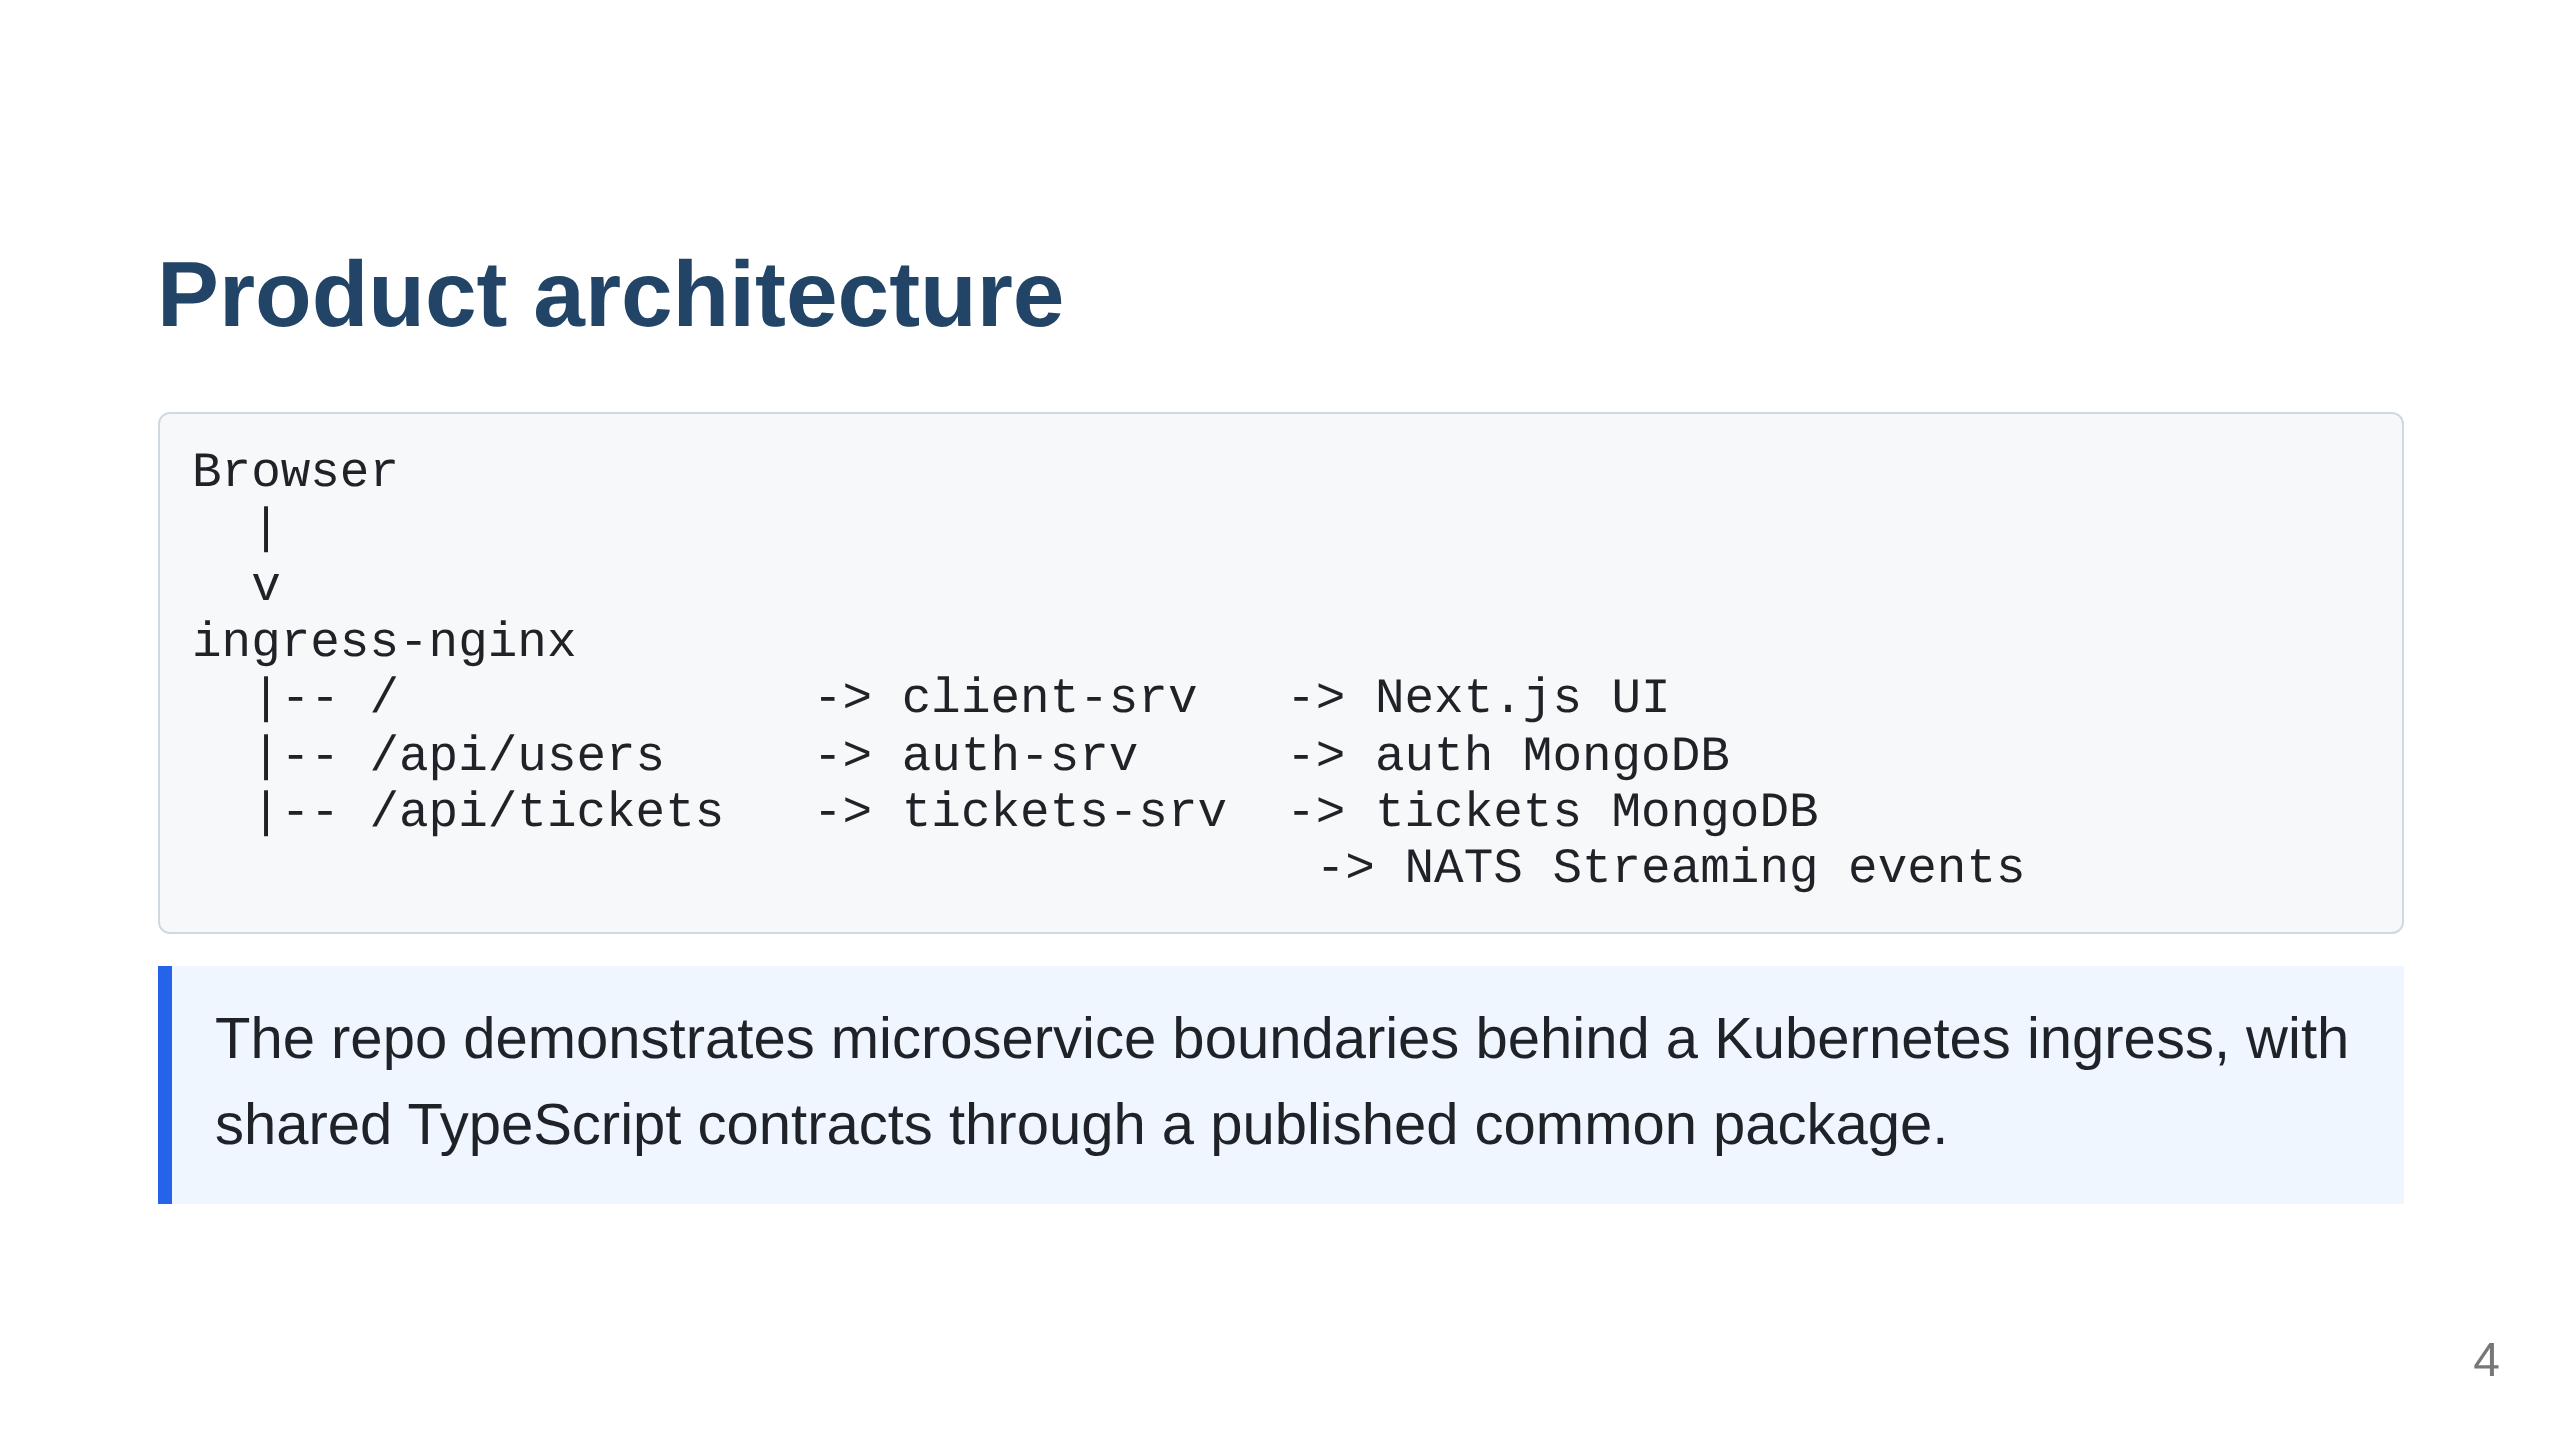 Product architecture
Browser
  |
  v
ingress-nginx
  |-- /              -> client-srv   -> Next.js UI
  |-- /api/users     -> auth-srv     -> auth MongoDB
  |-- /api/tickets   -> tickets-srv  -> tickets MongoDB
                                      -> NATS Streaming events
The repo demonstrates microservice boundaries behind a Kubernetes ingress, with
shared TypeScript contracts through a published common package.
4